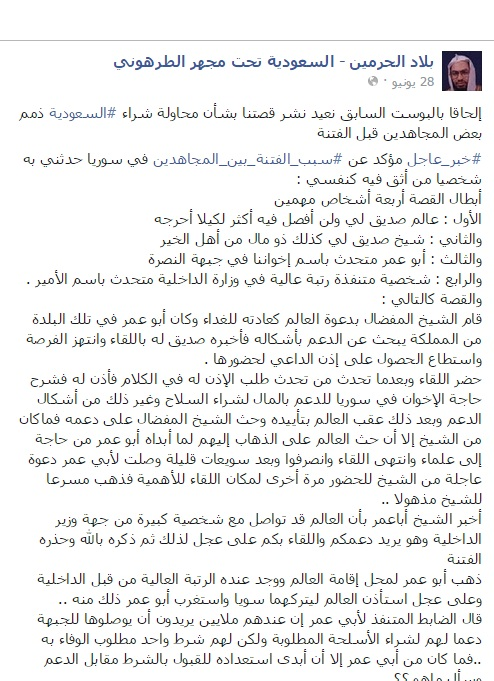 بلاد الحرمين - السعودية تحت مجهر الطرهوني
28 يونيو ·
إلحاقا بالبوست السابق نعيد نشر قصتنا بشأن محاولة شراء #السعودية ذمم
بعض المجاهدين قبل الفتنة
#خبر_عاجل مؤكد عن #سبب_الفتنة_بين_المجاهدين في سوريا حدثني به
شخصيا من أثق فيه كنفسي :
أبطال القصة أربعة أشخاص مهمين
الأول : عالم صديق لي ولن أفصل فيه أكثر لكيلا أحرجه
والثاني : شيخ صديق لي كذلك ذو مال من أهل الخير
والثالث : أبو عمر متحدث باسم إخواننا في جبهة النصرة
والرابع : شخصية متنفذة رتبة عالية في وزارة الداخلية متحدث باسم الأمير .
والقصة كالتالي :
قام الشيخ المفضال بدعوة العالم كعادته للغداء وكان أبو عمر في تلك البلدة
من المملكة يبحث عن الدعم بأشكاله فأخبره صديق له باللقاء وانتهز الفرصة
واستطاع الحصول على إذن الداعي لحضورها .
حضر اللقاء وبعدما تحدث من تحدث طلب الإذن له في الكلام فأذن له فشرح
حاجة الإخوان في سوريا للدعم بالمال لشراء السلاح وغير ذلك من أشكال
الدعم وبعد ذلك عقب العالم بتأييده وحث الشيخ المفضال على دعمه فماكان
من الشيخ إلا أن حث العالم على الذهاب إليهم لما أبداه أبو عمر من حاجة
إلى علماء وانتهى اللقاء وانصرفوا وبعد سويعات قليلة وصلت لأبي عمر دعوة
عاجلة من الشيخ للحضور مرة أخرى لمكان اللقاء للأهمية فذهب مسرعا
للشيخ مذهولا ..
أخبر الشيخ أباعمر بأن العالم قد تواصل مع شخصية كبيرة من جهة وزير
الداخلية وهو يريد دعمكم واللقاء بكم على عجل لذلك ثم ذكره بالله وحذره
الفتنة
ذهب أبو عمر لمحل إقامة العالم ووجد عنده الرتبة العالية من قبل الداخلية
وعلى عجل استأذن العالم ليتركهما سويا واستغرب أبو عمر ذلك منه ..
قال الضابط المتنفذ لأبي عمر إن عندهم ملايين يريدون أن يوصلوها للجبهة
دعما لهم لشراء الأسلحة المطلوبة ولكن لهم شرط واحد مطلوب الوفاء به
..فما كان من أبي عمر إلا أن أبدى استعداده للقبول بالشرط مقابل الدعم
وسأل ماهو ؟؟